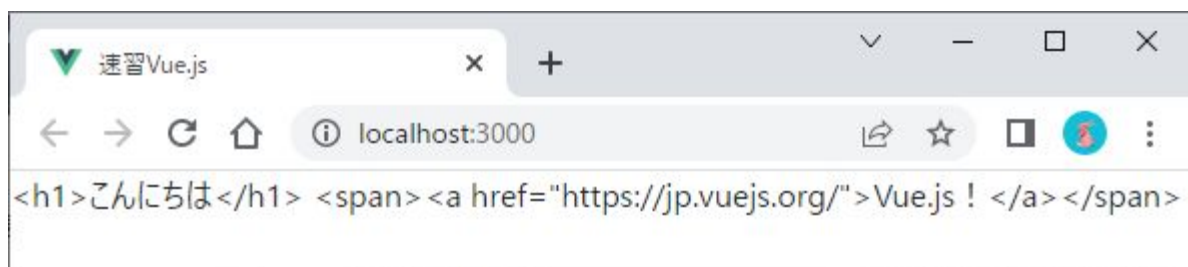 速習Vue.js
localhost:3000
<h1>こんにちは</h1> <span><a href="https://jp.vuejs.org/">Vue.js！</a></span>